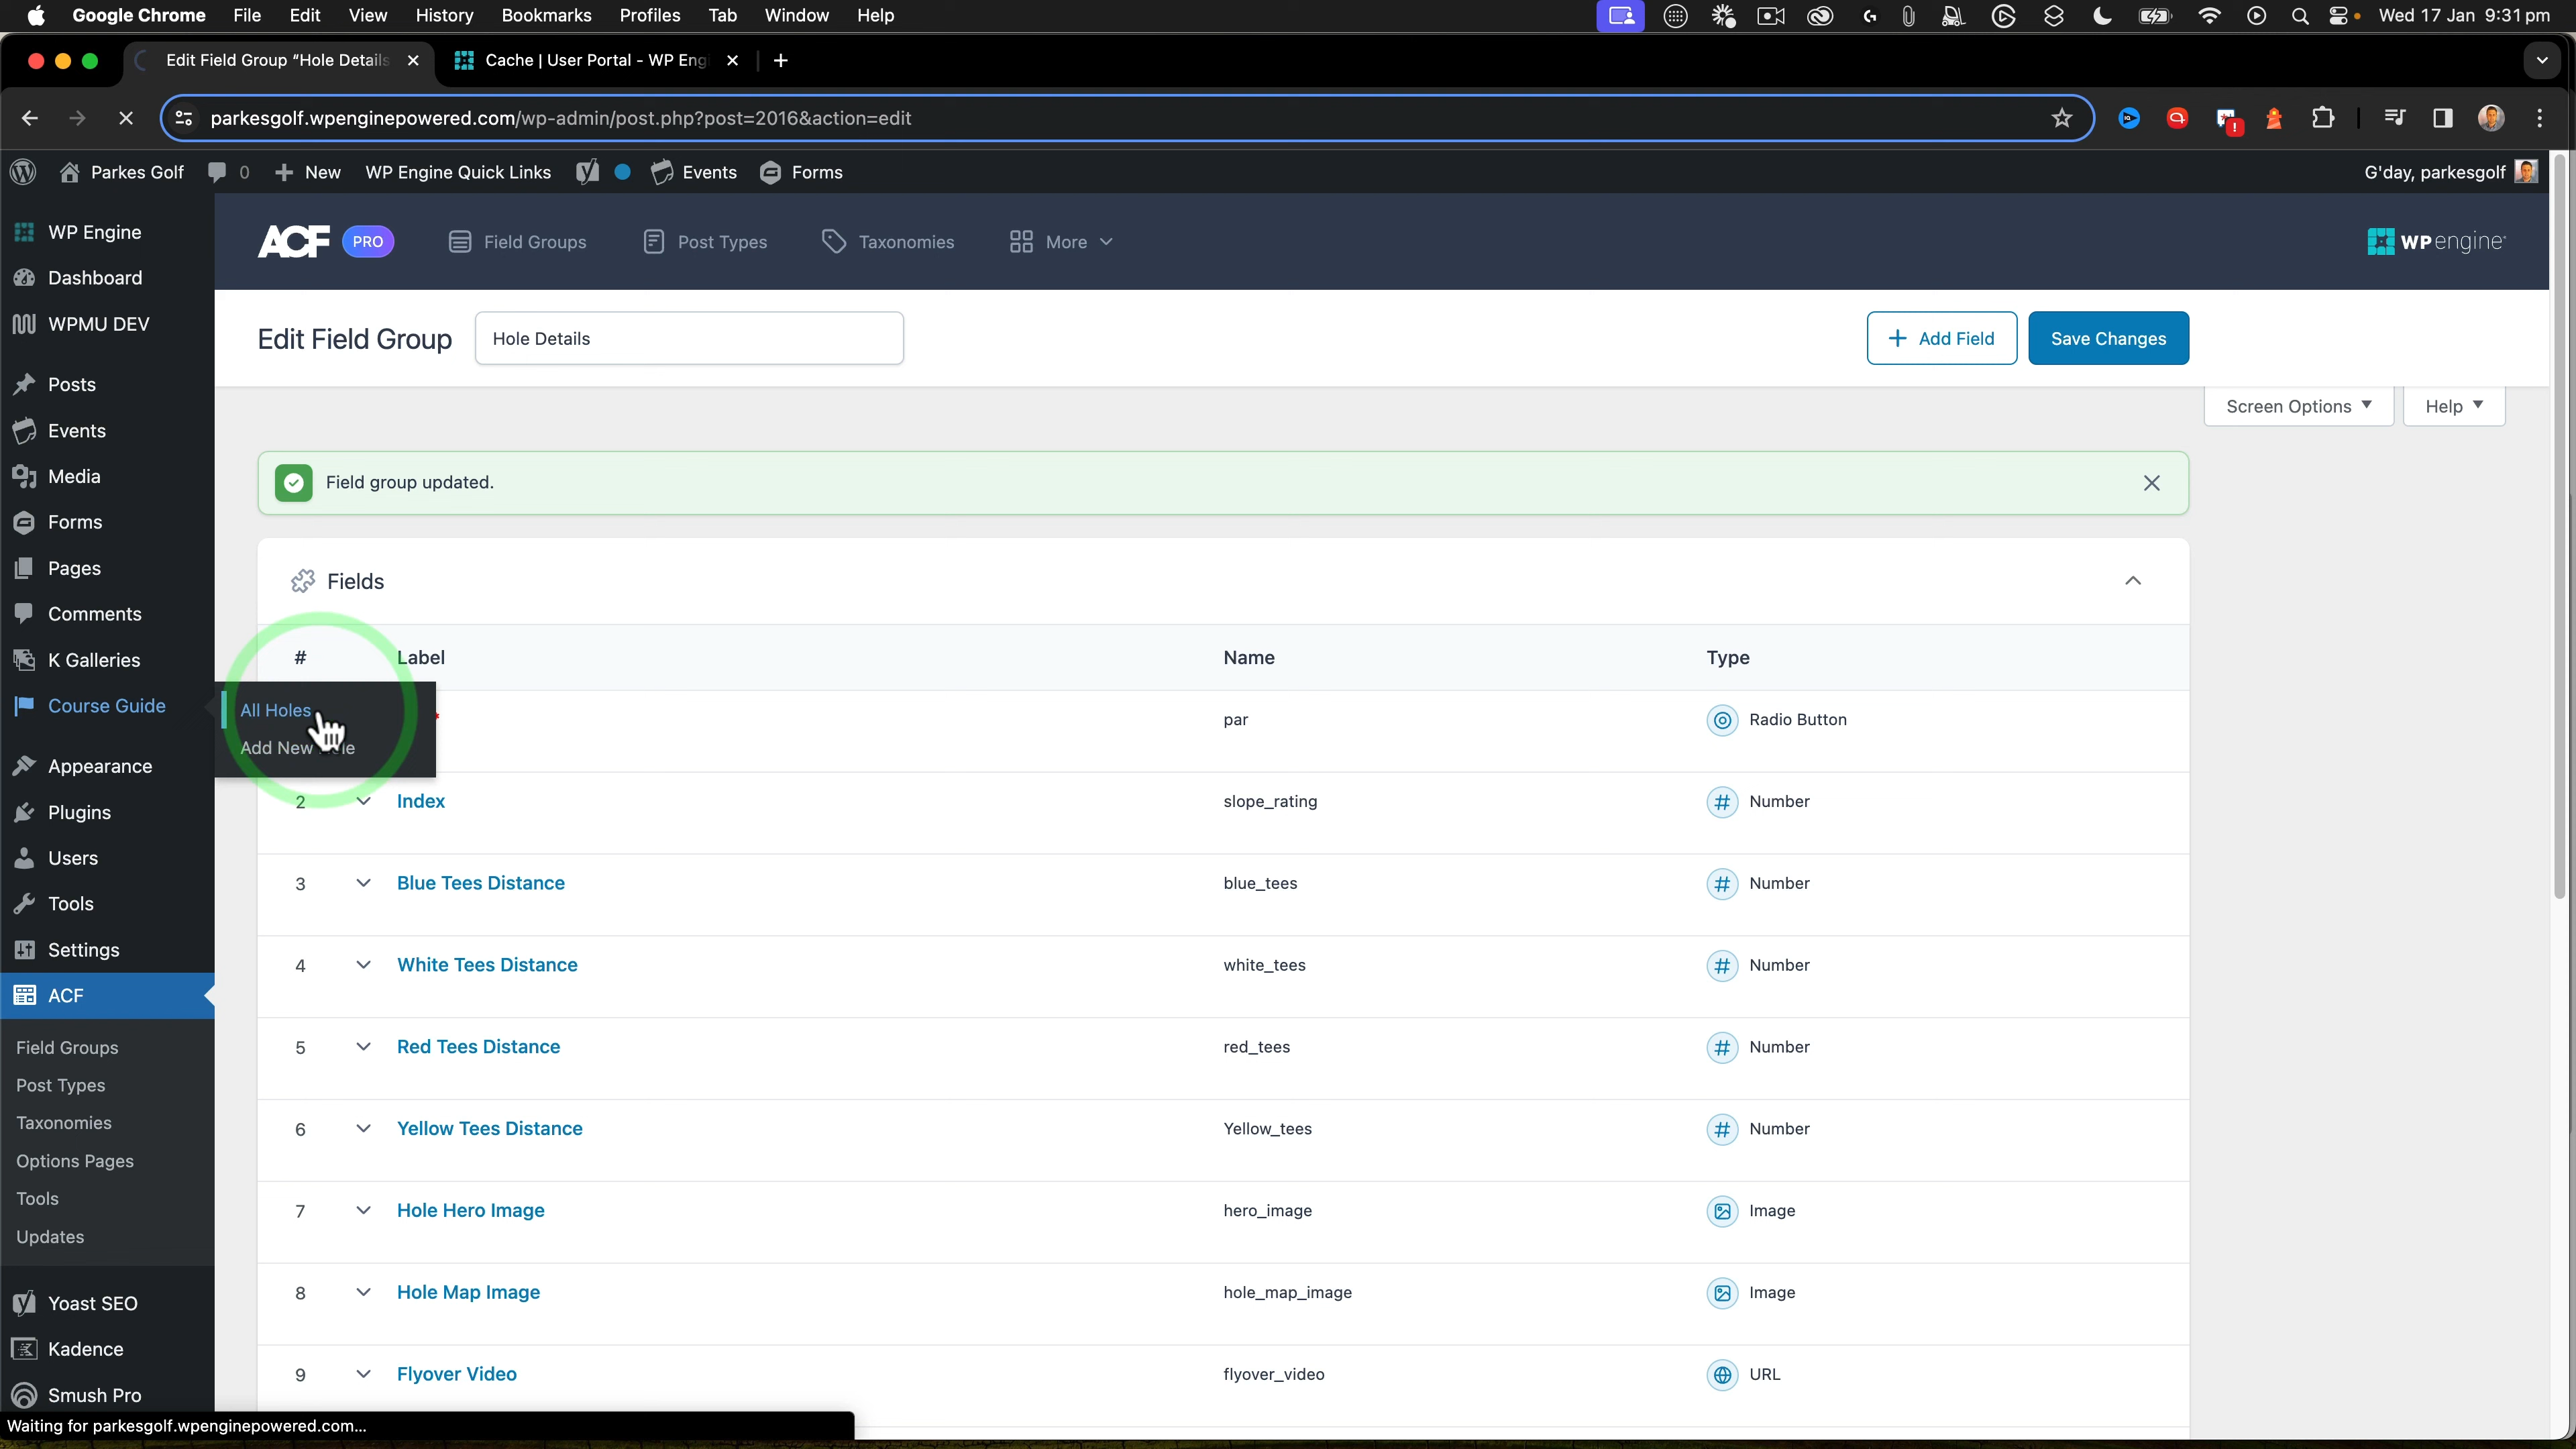 Google Chrome File Edit View History Bookmarks Profiles Tab Window Help Wed 17 Jan 9:31 pm
Edit Field Group "Hole Details Cache | User Portal - WP Eng
parkesgolf.wpenginepowered.com/wp-admin/post.php?post=2016&action=edit
Parkes Golf 0 New WP Engine Quick Links Events Forms G'day, parkesgolf
WP Engine
Dashboard
WPMU DEV
Posts
Events
Media
Forms
Pages
Comments
K Galleries
Course Guide
All Holes
Add New
Appearance
Plugins
Users
Tools
Settings
ACF
Field Groups
Post Types
Taxonomies
Options Pages
Tools
Updates
Yoast SEO
Kadence
Smush Pro
ACF PRO Field Groups Post Types Taxonomies More WP engine
Edit Field Group Hole Details Add Field Save Changes
Screen Options Help
Field group updated.
Fields
# Label Name Type
par Radio Button
2 Index slope_rating # Number
3 Blue Tees Distance blue_tees # Number
4 White Tees Distance white_tees # Number
5 Red Tees Distance red_tees # Number
6 Yellow Tees Distance Yellow_tees # Number
7 Hole Hero Image hero_image Image
8 Hole Map Image hole_map_image Image
9 Flyover Video flyover_video URL
Waiting for parkesgolf.wpenginepowered.com...